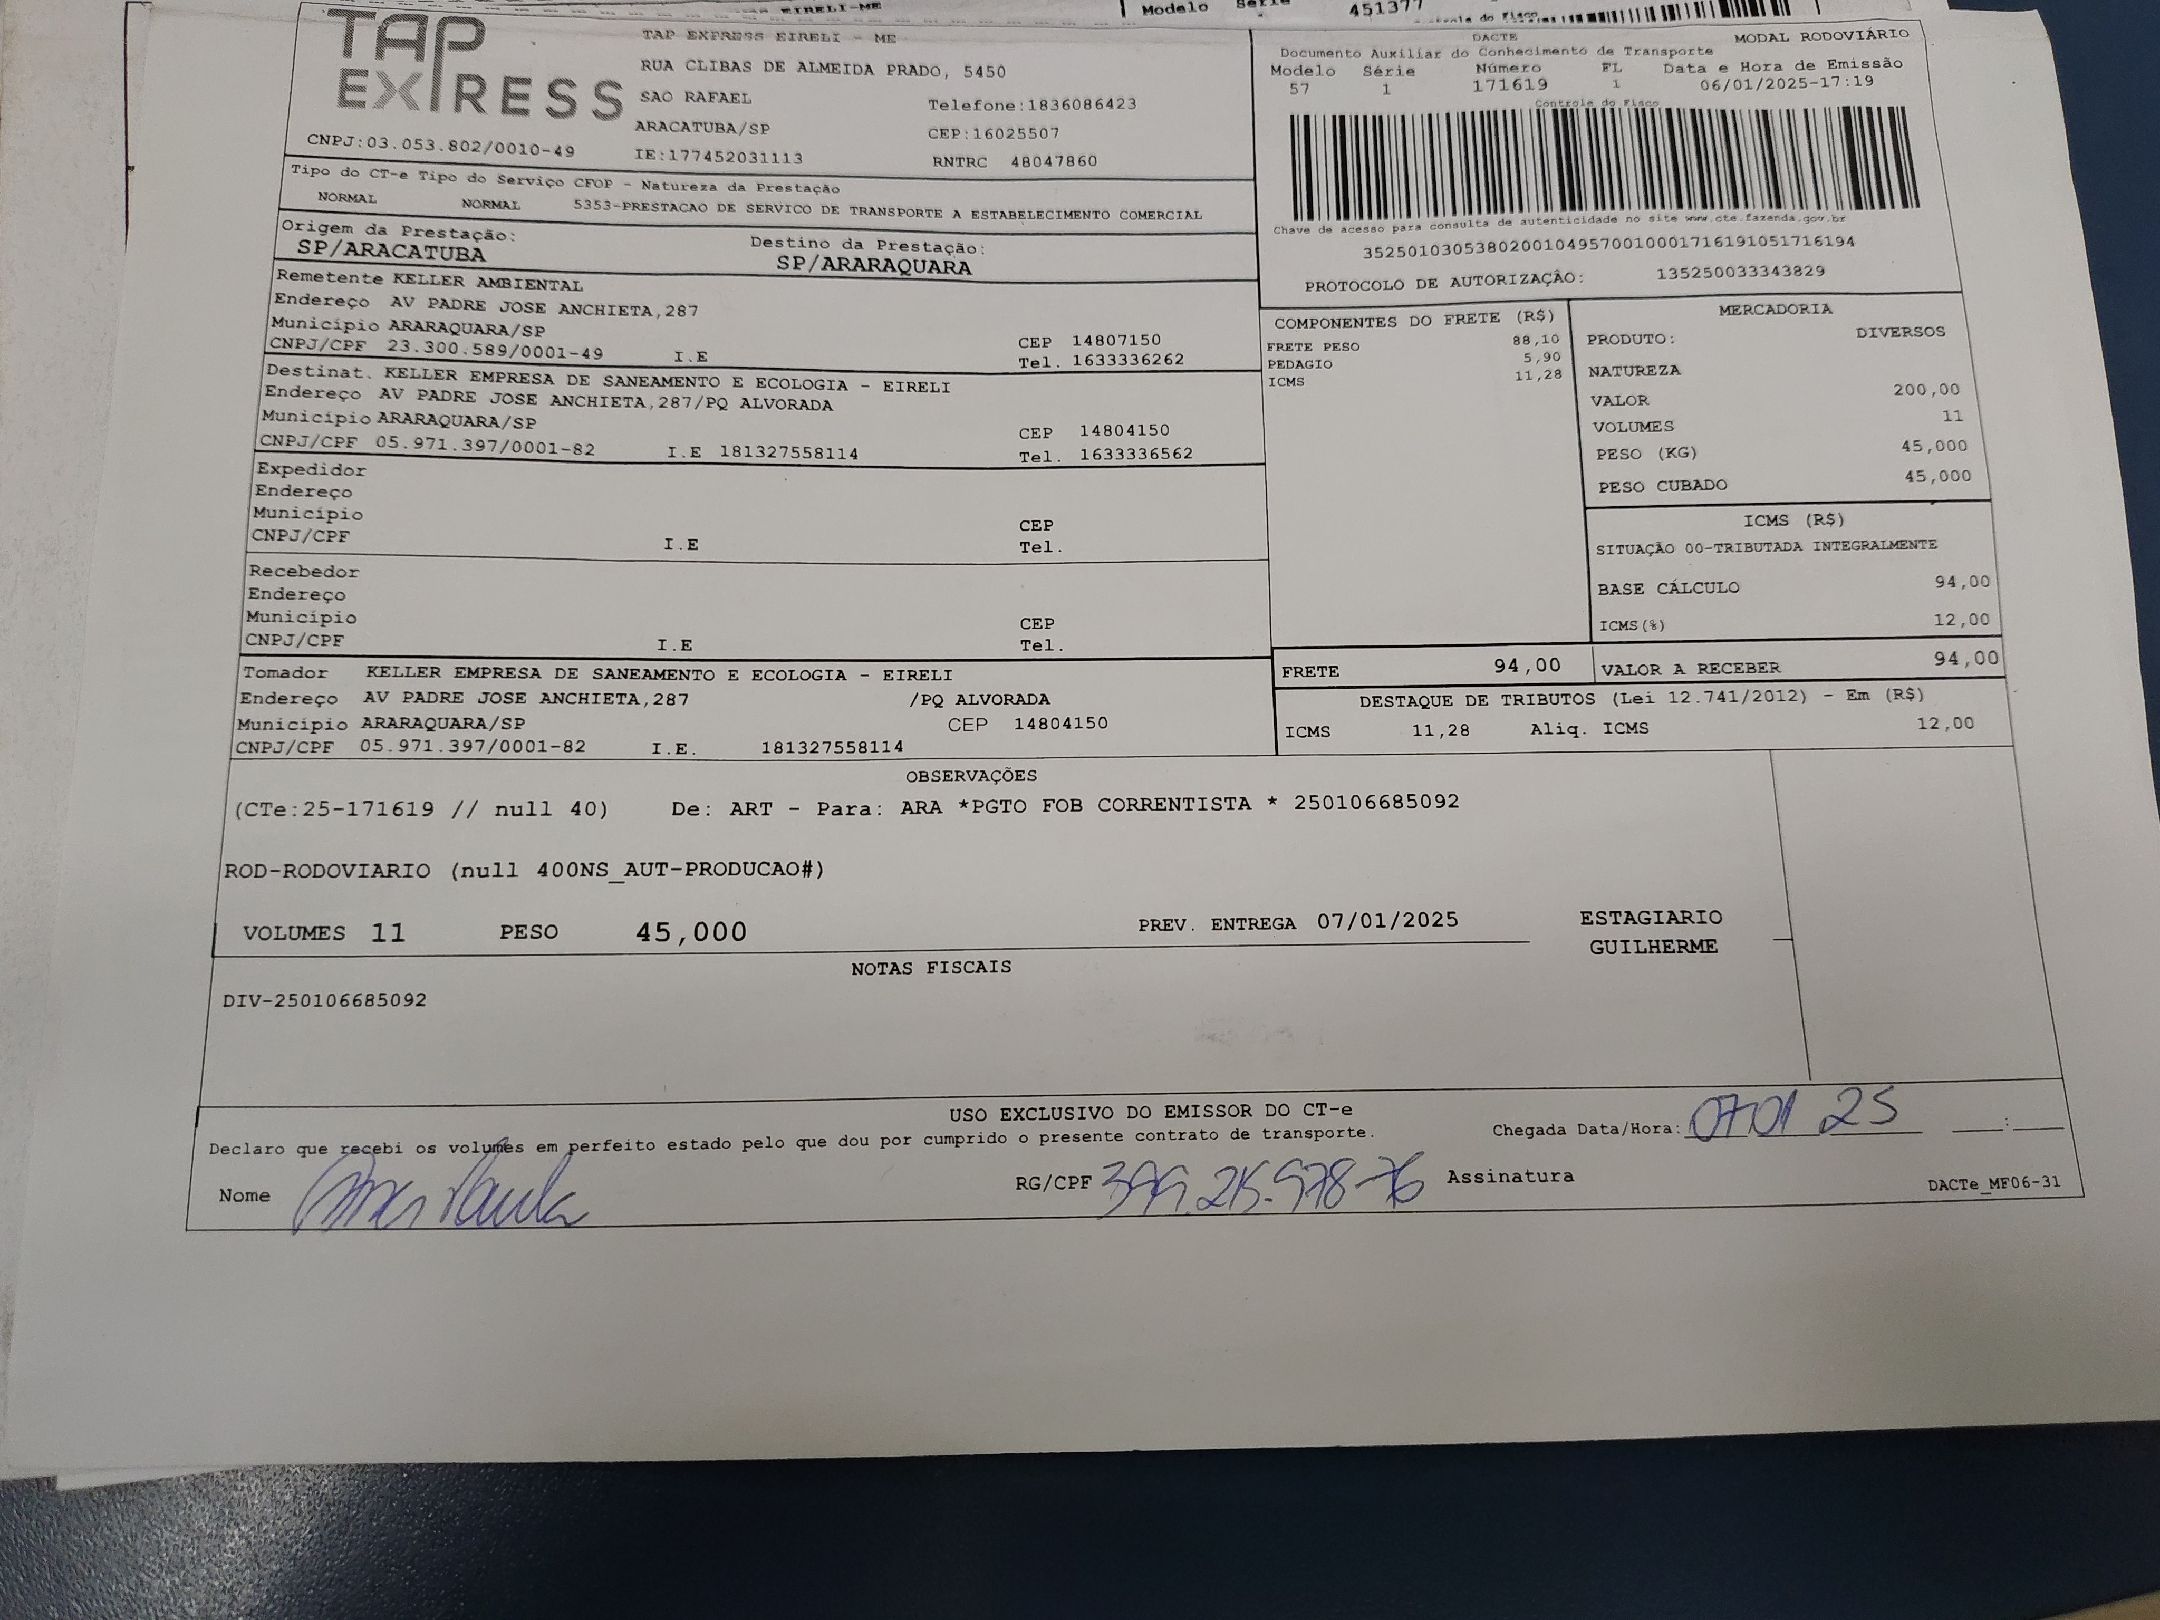 EIRELI-ME
Modelo Série 451377
TAP EXPRESS
TAP EXPRESS EIRELI - ME
RUA CLIBAS DE ALMEIDA PRADO, 5450
SAO RAFAEL Telefone:1836086423
ARACATUBA/SP CEP:16025507
CNPJ:03.053.802/0010-49 IE:177452031113 RNTRC 48047860
DACTE MODAL RODOVIÁRIO
Documento Auxiliar do Conhecimento de Transporte
Modelo Série Número FL Data e Hora de Emissão
57 1 171619 1 06/01/2025-17:19
Controle do Fisco
Chave de acesso para consulta de autenticidade no site www.cte.fazenda.gov.br
35250103053802001049570010001716191051716194
PROTOCOLO DE AUTORIZAÇÃO: 135250033343829
Tipo do CT-e Tipo do Serviço CFOP - Natureza da Prestação
NORMAL NORMAL 5353-PRESTACAO DE SERVICO DE TRANSPORTE A ESTABELECIMENTO COMERCIAL
Origem da Prestação: Destino da Prestação:
SP/ARACATUBA SP/ARARAQUARA
Remetente KELLER AMBIENTAL
Endereço AV PADRE JOSE ANCHIETA,287
Município ARARAQUARA/SP CEP 14807150
CNPJ/CPF 23.300.589/0001-49 I.E Tel. 1633336262
Destinat. KELLER EMPRESA DE SANEAMENTO E ECOLOGIA - EIRELI
Endereço AV PADRE JOSE ANCHIETA,287/PQ ALVORADA
Município ARARAQUARA/SP CEP 14804150
CNPJ/CPF 05.971.397/0001-82 I.E 181327558114 Tel. 1633336562
Expedidor
Endereço
Município CEP
CNPJ/CPF I.E Tel.
Recebedor
Endereço
Município CEP
CNPJ/CPF I.E Tel.
Tomador KELLER EMPRESA DE SANEAMENTO E ECOLOGIA - EIRELI
Endereço AV PADRE JOSE ANCHIETA,287 /PQ ALVORADA
Município ARARAQUARA/SP CEP 14804150
CNPJ/CPF 05.971.397/0001-82 I.E. 181327558114
COMPONENTES DO FRETE (R$)
FRETE PESO 88,10
PEDAGIO 5,90
ICMS 11,28
MERCADORIA
PRODUTO: DIVERSOS
NATUREZA
VALOR 200,00
VOLUMES 11
PESO (KG) 45,000
PESO CUBADO 45,000
ICMS (R$)
SITUAÇÃO 00-TRIBUTADA INTEGRALMENTE
BASE CÁLCULO 94,00
ICMS(%) 12,00
FRETE 94,00 VALOR A RECEBER 94,00
DESTAQUE DE TRIBUTOS (Lei 12.741/2012) - Em (R$)
ICMS 11,28 Aliq. ICMS 12,00
OBSERVAÇÕES
(CTe:25-171619 // null 40) De: ART - Para: ARA *PGTO FOB CORRENTISTA * 250106685092
ROD-RODOVIARIO (null 400NS_AUT-PRODUCAO#)
VOLUMES 11 PESO 45,000 PREV. ENTREGA 07/01/2025 ESTAGIARIO
GUILHERME
NOTAS FISCAIS
DIV-250106685092
USO EXCLUSIVO DO EMISSOR DO CT-e
Declaro que recebi os volumes em perfeito estado pelo que dou por cumprido o presente contrato de transporte. Chegada Data/Hora: 07 01 25 :
Nome Paula RG/CPF Assinatura DACTe_MF06-31